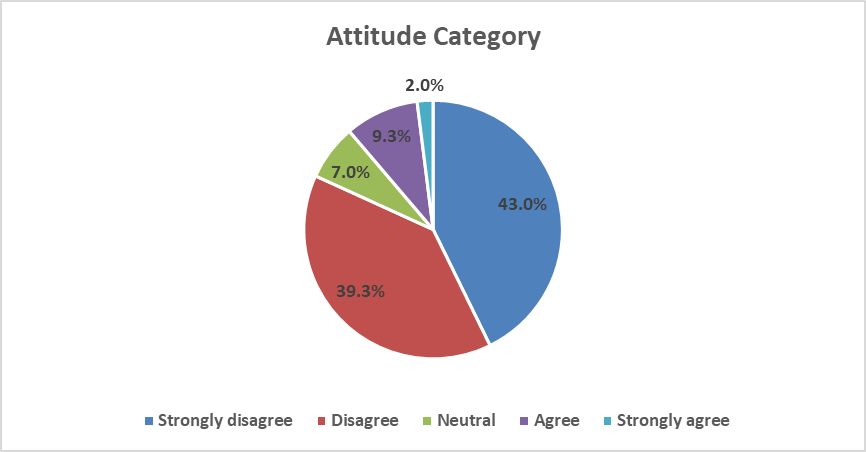 Attitude Category
2.0%
9.3%
7.0%
43.0%
39.3%
Strongly disagree Disagree Neutral Agree Strongly agree